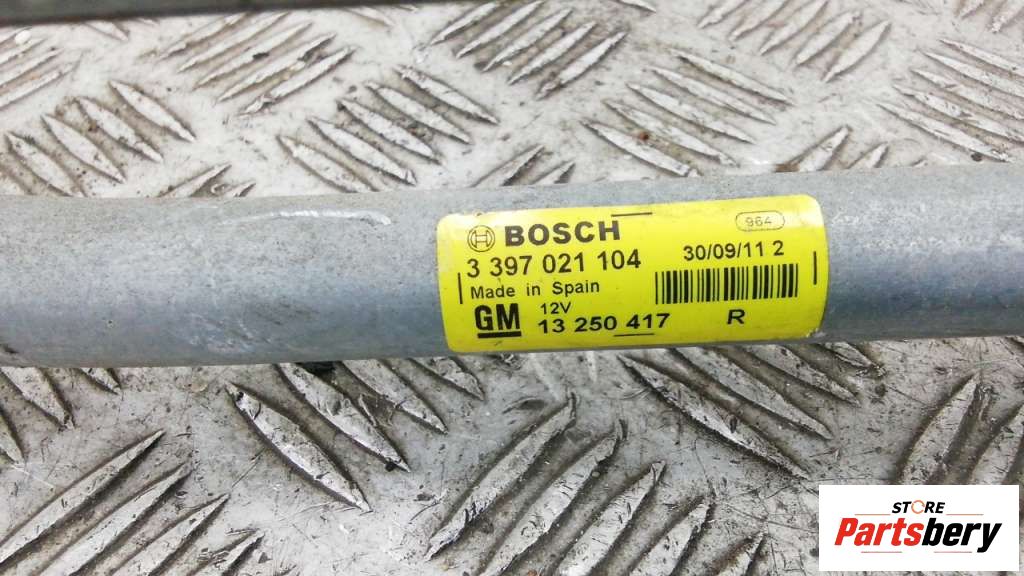 BOSCH
964
3 397 021 104
30/09/11 2
Made in Spain
12V
GM
13 250 417
R
STORE
Partsbery